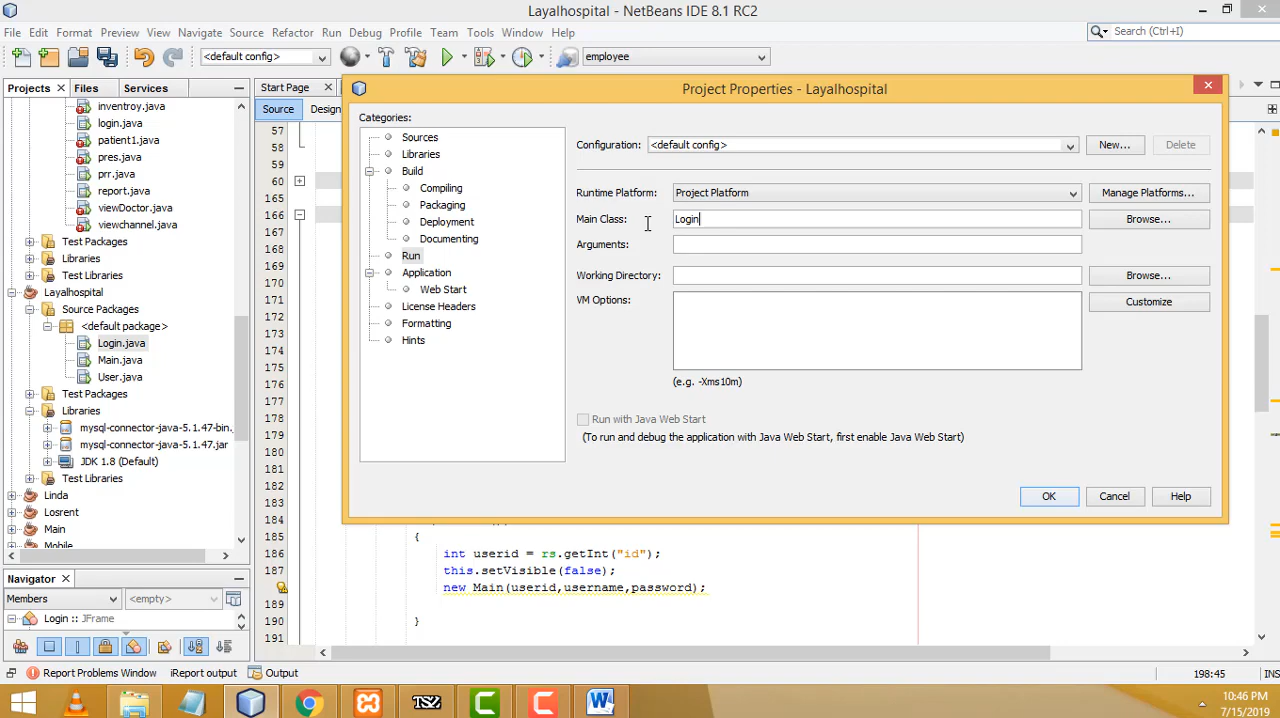 Layalhospital - NetBeans IDE 8.1 RC2
File Edit Format Preview View Navigate Source Refactor Run Debug Profile Team Tools Window Help
Search (Ctrl+I)
<default config>
employee
Projects
Files
Services
Start Page
Source
Design
inventroy.java
login.java
patient1.java
pres.java
prr.java
report.java
viewDoctor.java
viewchannel.java
Test Packages
Libraries
Test Libraries
Layalhospital
Source Packages
<default package>
Login.java
Main.java
User.java
Test Packages
Libraries
mysql-connector-java-5.1.47-bin.
mysql-connector-java-5.1.47.jar
JDK 1.8 (Default)
Test Libraries
Linda
Losrent
Main
Mobile
Navigator
Members
<empty>
Login :: JFrame
57
58
59
60
165
166
167
168
169
170
171
172
173
174
175
176
177
178
179
180
181
182
183
184
185 {
186 int userid = rs.getInt("id");
187 this.setVisible(false);
new Main(userid,username,password);
189
190 }
191
Project Properties - Layalhospital
Categories:
Sources
Libraries
Build
Compiling
Packaging
Deployment
Documenting
Run
Application
Web Start
License Headers
Formatting
Hints
Configuration: <default config> New... Delete
Runtime Platform: Project Platform Manage Platforms...
Main Class: Login Browse...
Arguments:
Working Directory: Browse...
VM Options: Customize
(e.g. -Xms10m)
Run with Java Web Start
(To run and debug the application with Java Web Start, first enable Java Web Start)
OK Cancel Help
Report Problems Window iReport output Output
198:45 INS
TSZ
10:46 PM
7/15/2019